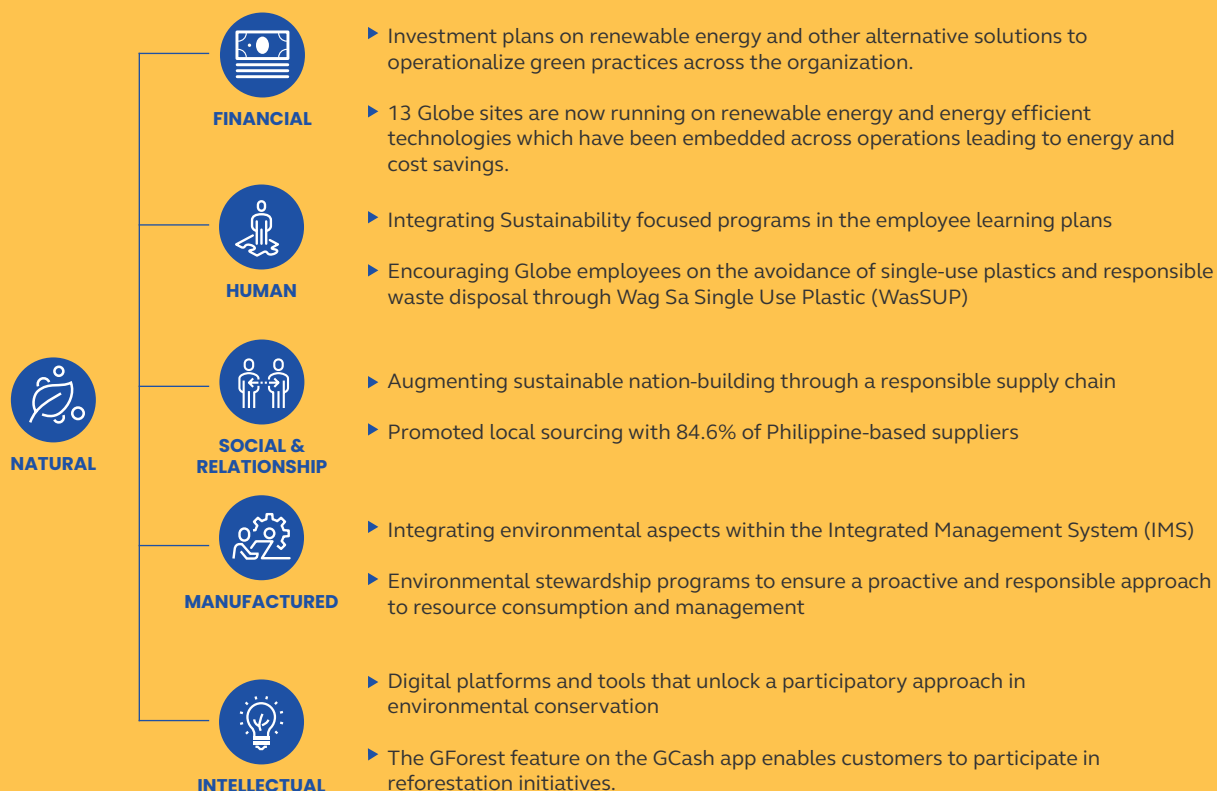 Investment plans on renewable energy and other alternative solutions to
operationalize green practices across the organization.
13 Globe sites are now running on renewable energy and energy efficient
technologies which have been embedded across operations leading to energy and
cost savings.
FINANCIAL
Integrating Sustainability focused programs in the employee learning plans
Encouraging Globe employees on the avoidance of single-use plastics and responsible
waste disposal through Wag Sa Single Use Plastic (WasSUP)
HUMAN
Augmenting sustainable nation-building through a responsible supply chain
Promoted local sourcing with 84.6% of Philippine-based suppliers
SOCIAL &
RELATIONSHIP
NATURAL
Integrating environmental aspects within the Integrated Management System (IMS)
Environmental stewardship programs to ensure a proactive and responsible approach
to resource consumption and management
MANUFACTURED
Digital platforms and tools that unlock a participatory approach in
environmental conservation
The GForest feature on the GCash app enables customers to participate in
reforestation initiatives.
INTELLECTUAL